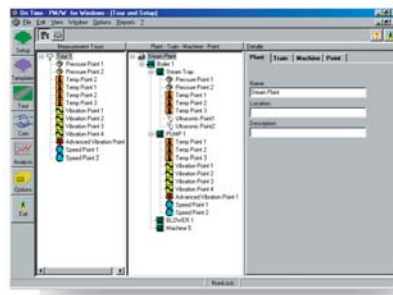 On Time - PM/W for Windows - [Tour and Setup]
File Edit View Window Options Reports ?
Setup
Template
Tour
Com
Analysis
Options
Exit
Measurement Tours
Tour 1
Pressure Point 1
Pressure Point 2
Temp Point 1
Temp Point 2
Temp Point 3
Vibration Point 1
Vibration Point 2
Vibration Point 3
Vibration Point 4
Advanced Vibration Point
Speed Point 1
Speed Point 2
Plant - Train - Machine - Point
Steam Plant
Boiler 1
Steam Trap
Pressure Point 1
Pressure Point 2
Temp Point 1
Temp Point 2
Temp Point 3
Ultrasonic Point1
Ultrasonic Point2
PUMP 1
Temp Point 1
Temp Point 2
Temp Point 3
Vibration Point 1
Vibration Point 2
Vibration Point 3
Vibration Point 4
Advanced Vibration Point 1
Speed Point 1
Speed Point 2
BLOWER 1
Machine 5
Details
Plant Train Machine Point
Name
Steam Plant
Location
Description
NumLock